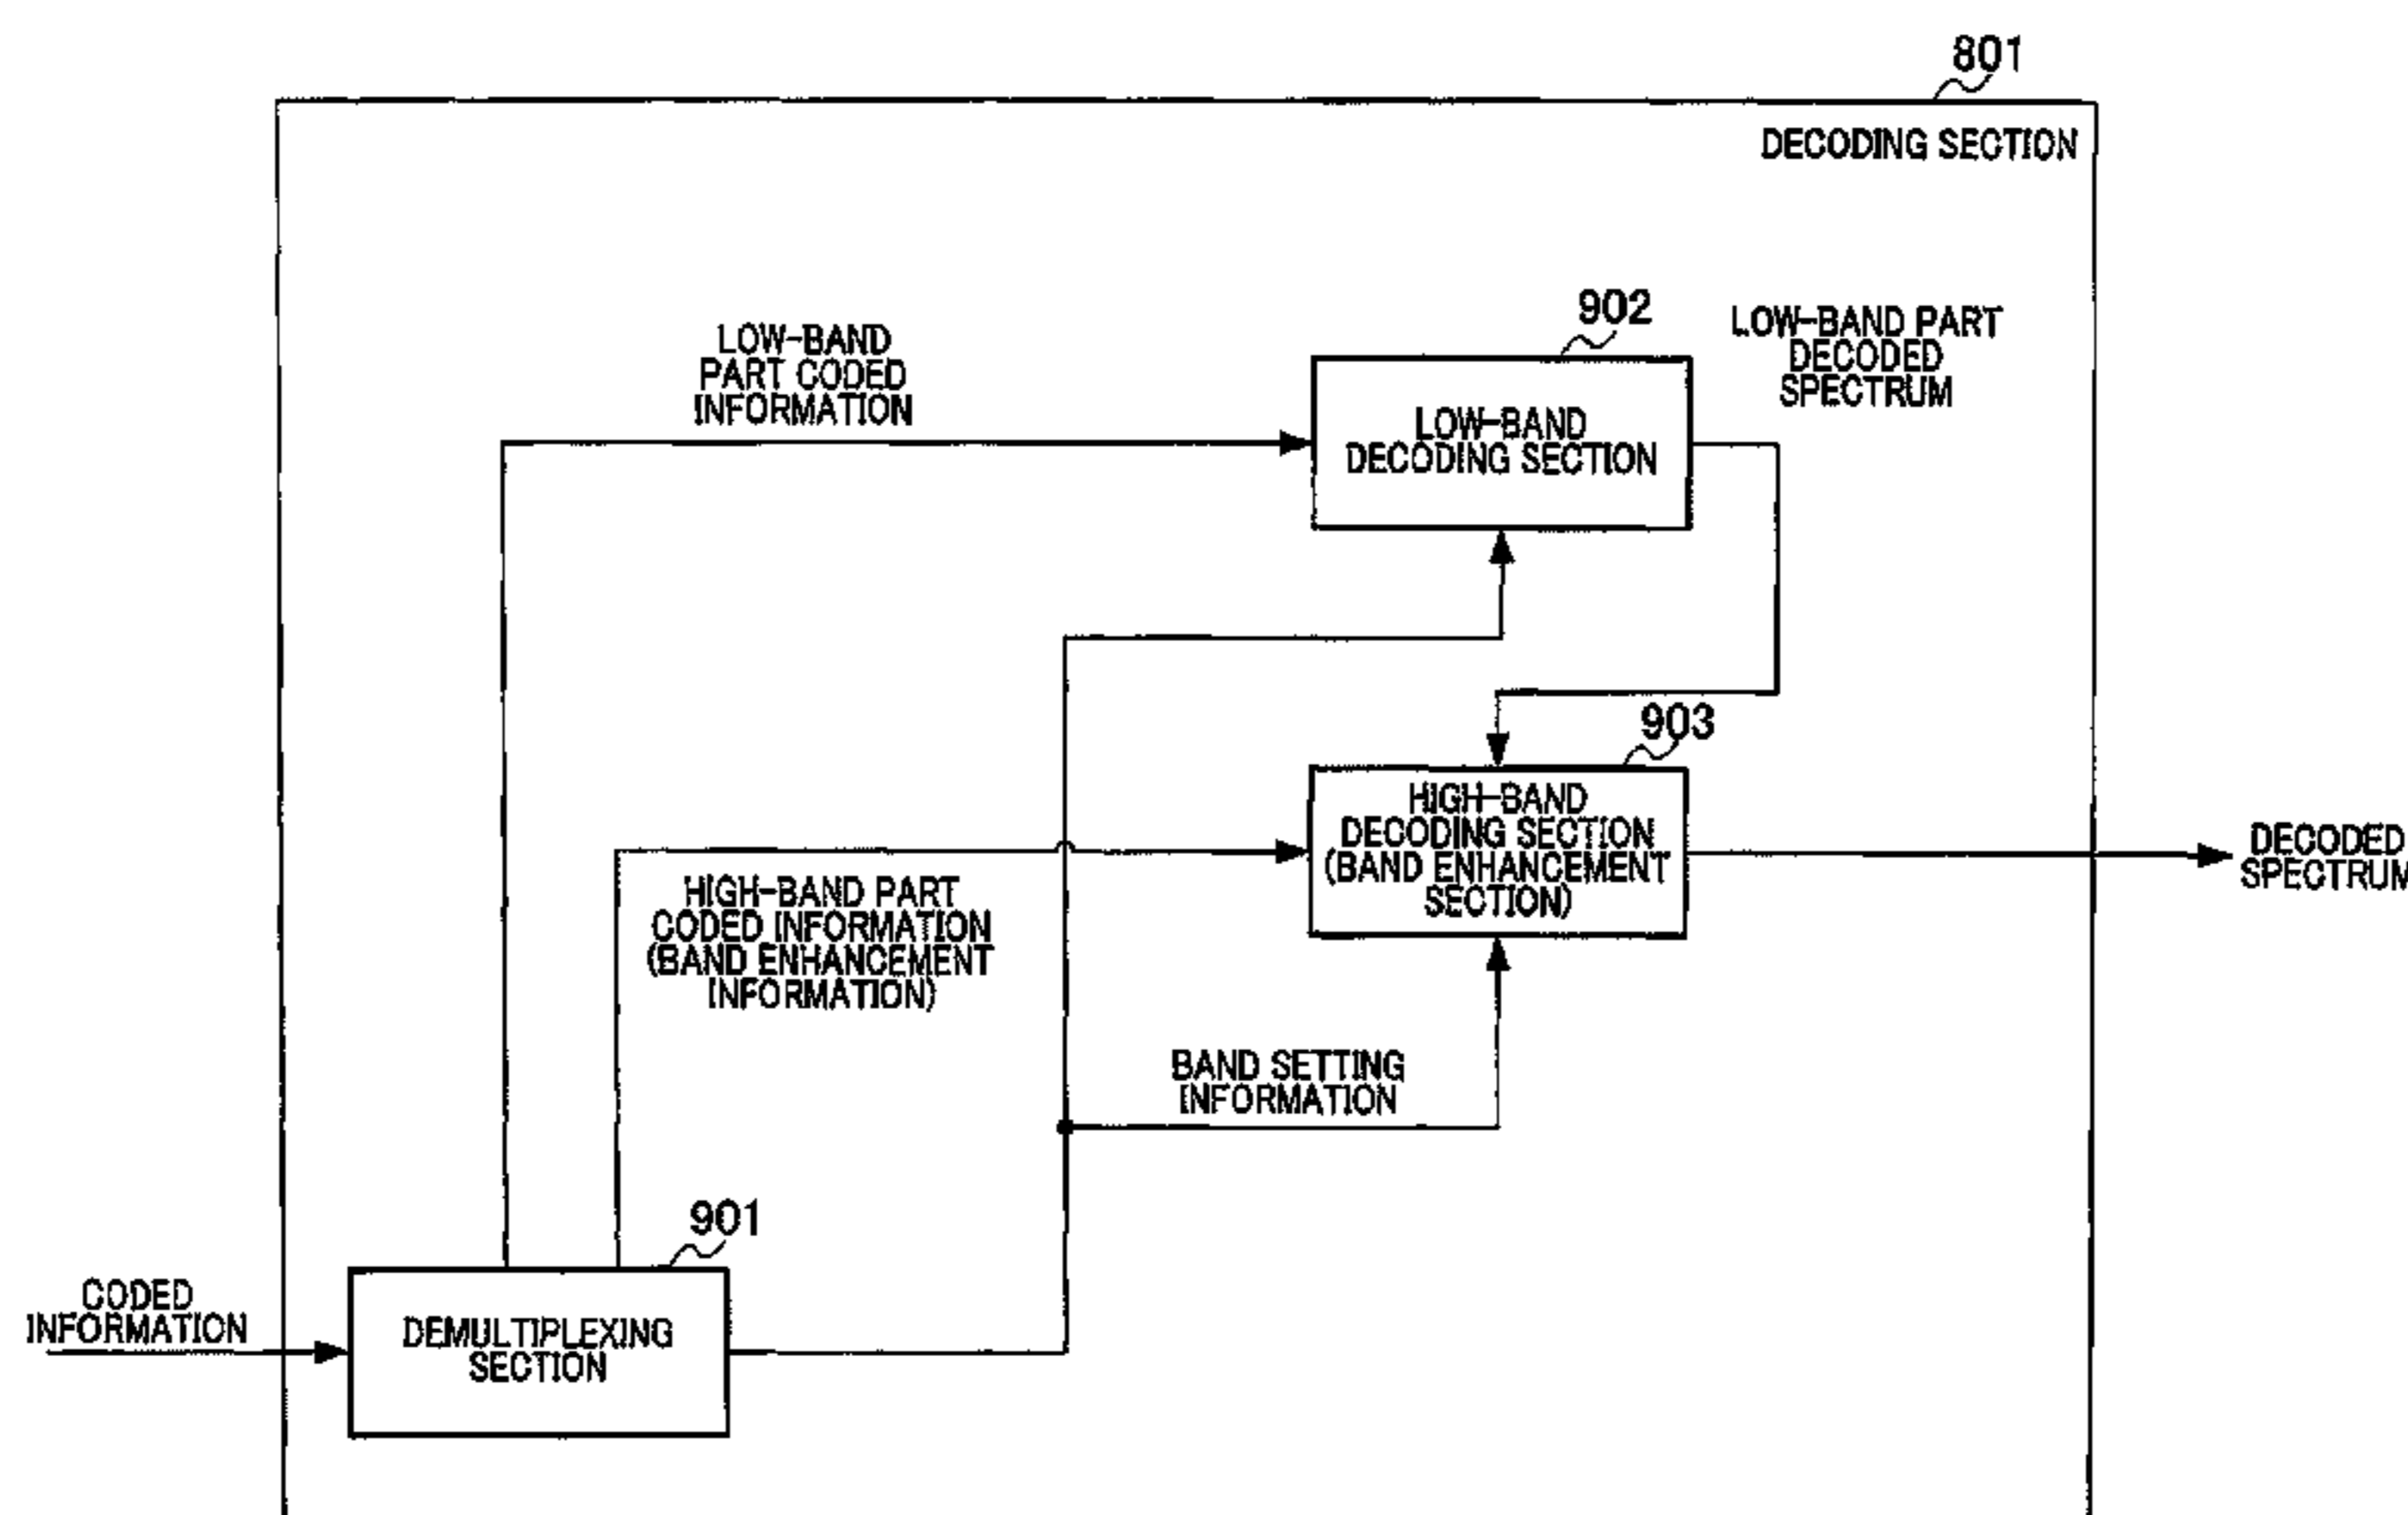 801
DECODING SECTION
902
LOW-BAND PART
DECODED
SPECTRUM
LOW-BAND
PART CODED
INFORMATION
LOW-BAND
DECODING SECTION
903
HIGH-BAND
DECODING SECTION
(BAND ENHANCEMENT
SECTION)
DECODED
SPECTRUM
HIGH-BAND PART
CODED INFORMATION
(BAND ENHANCEMENT
INFORMATION)
BAND SETTING
INFORMATION
901
CODED
INFORMATION
DEMULTIPLEXING
SECTION